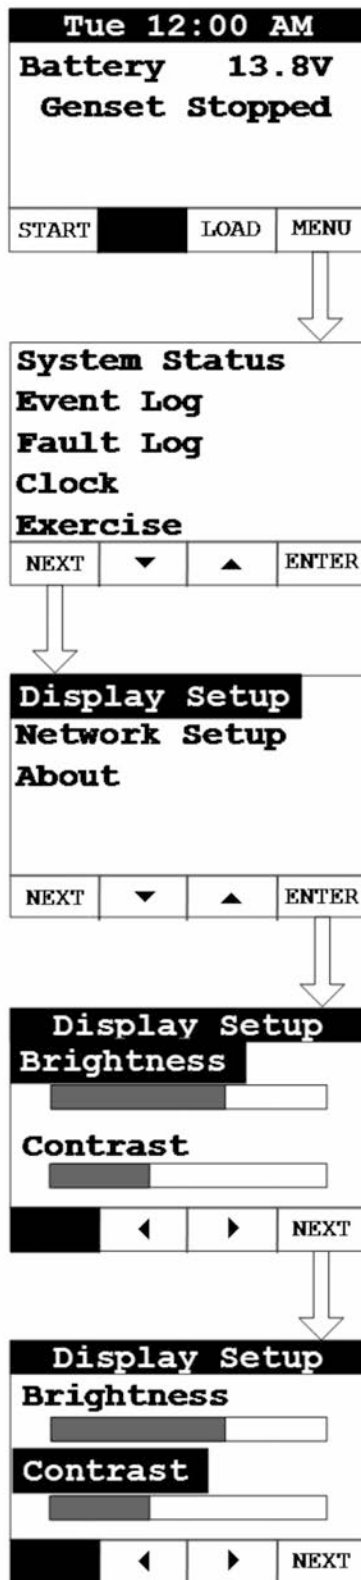 Tue 12:00 AM
Battery 13.8V
Genset Stopped
START LOAD MENU
System Status
Event Log
Fault Log
Clock
Exercise
NEXT ▼ ▲ ENTER
Display Setup
Network Setup
About
NEXT ▼ ▲ ENTER
Display Setup
Brightness
Contrast
◀ ▶ NEXT
Display Setup
Brightness
Contrast
◀ ▶ NEXT